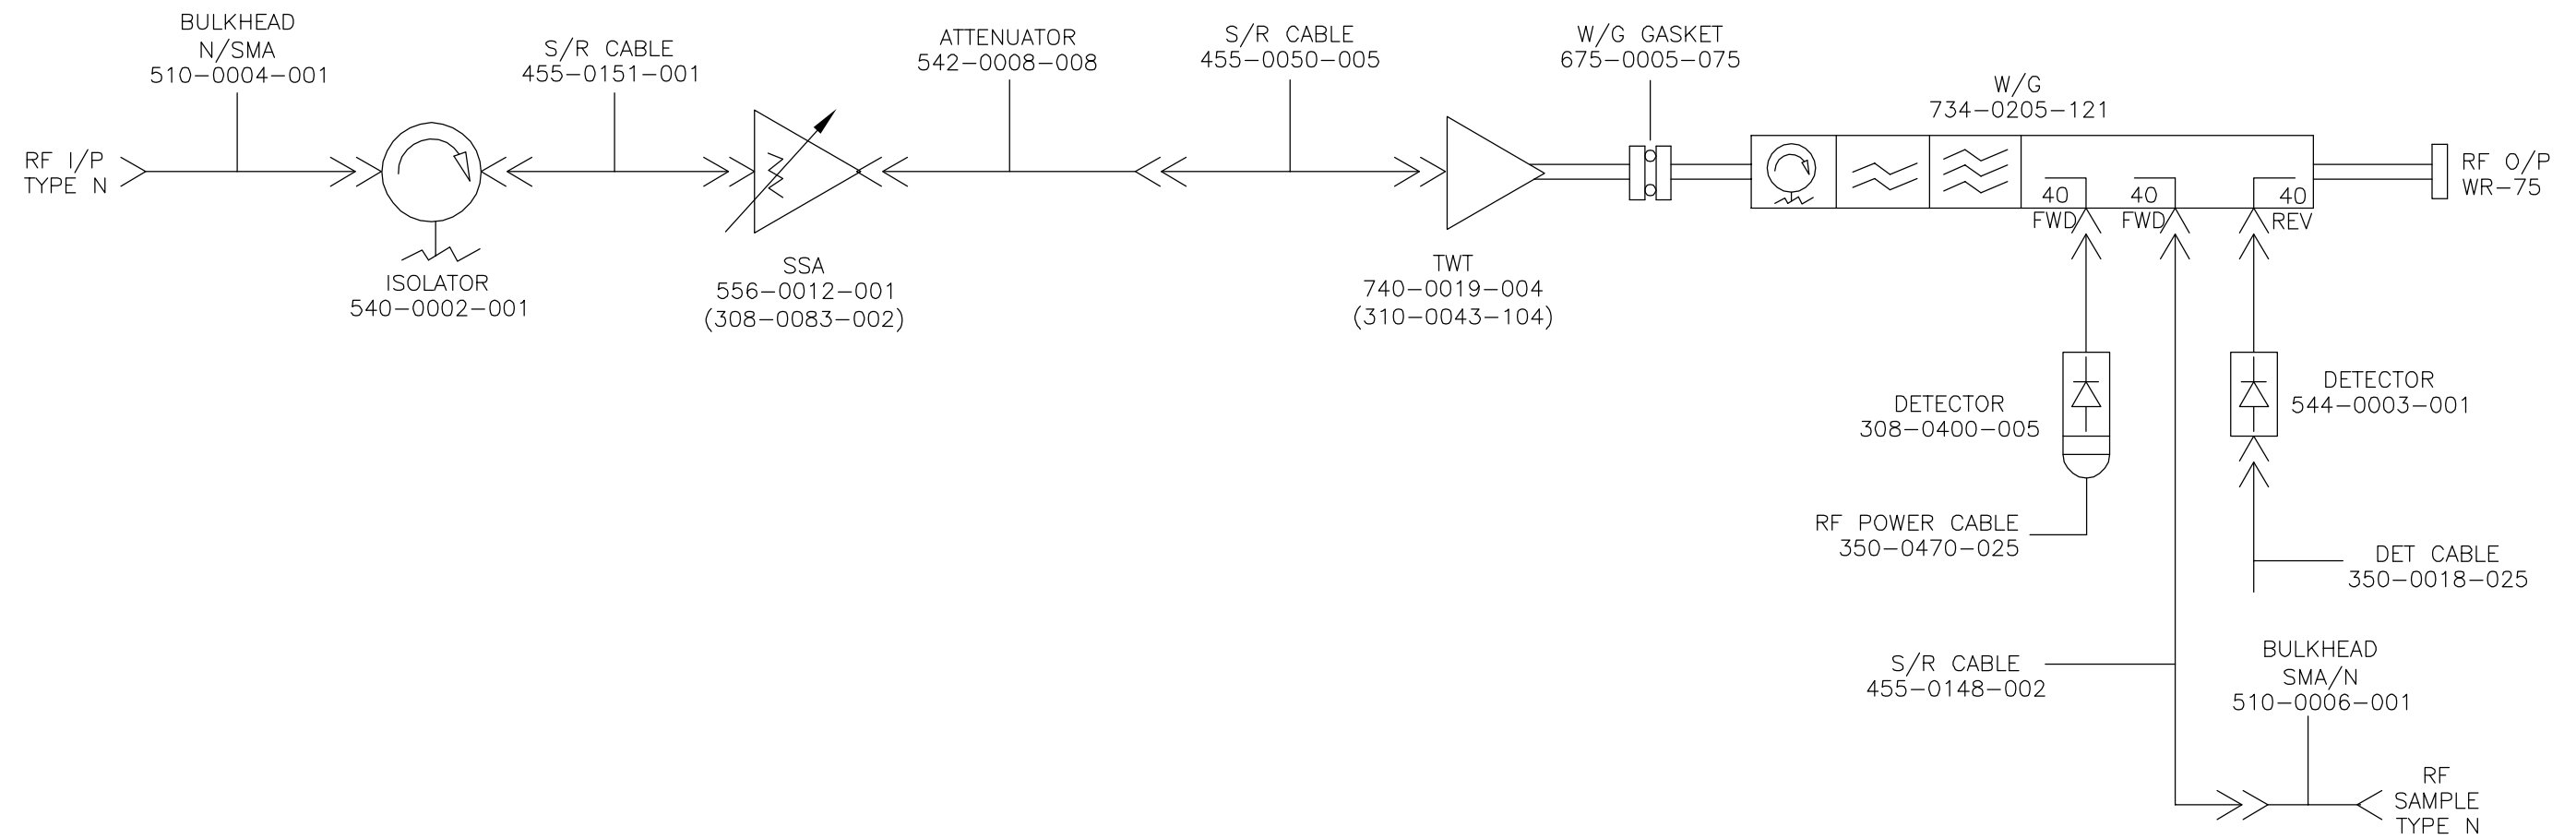 BULKHEAD
N/SMA
510-0004-001
S/R CABLE
455-0151-001
ATTENUATOR
542-0008-008
S/R CABLE
455-0050-005
W/G GASKET
675-0005-075
W/G
734-0205-121
RF I/P
TYPE N
RF O/P
WR-75
40
FWD
40
FWD
40
REV
ISOLATOR
540-0002-001
SSA
556-0012-001
(308-0083-002)
TWT
740-0019-004
(310-0043-104)
DETECTOR
308-0400-005
DETECTOR
544-0003-001
RF POWER CABLE
350-0470-025
DET CABLE
350-0018-025
S/R CABLE
455-0148-002
BULKHEAD
SMA/N
510-0006-001
RF
SAMPLE
TYPE N